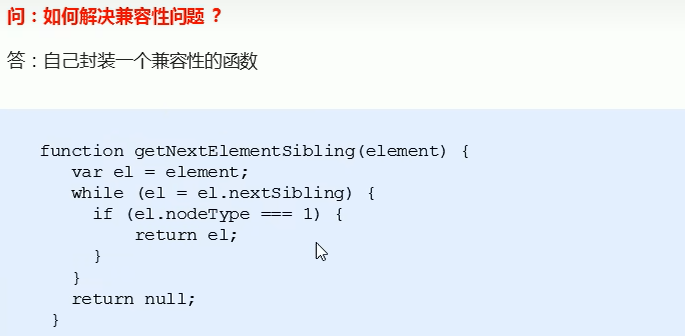 问：如何解决兼容性问题 ？
答：自己封装一个兼容性的函数
function getNextElementSibling(element) {
var el = element;
while (el = el.nextSibling) {
if (el.nodeType === 1) {
return el;
}
}
return null;
}